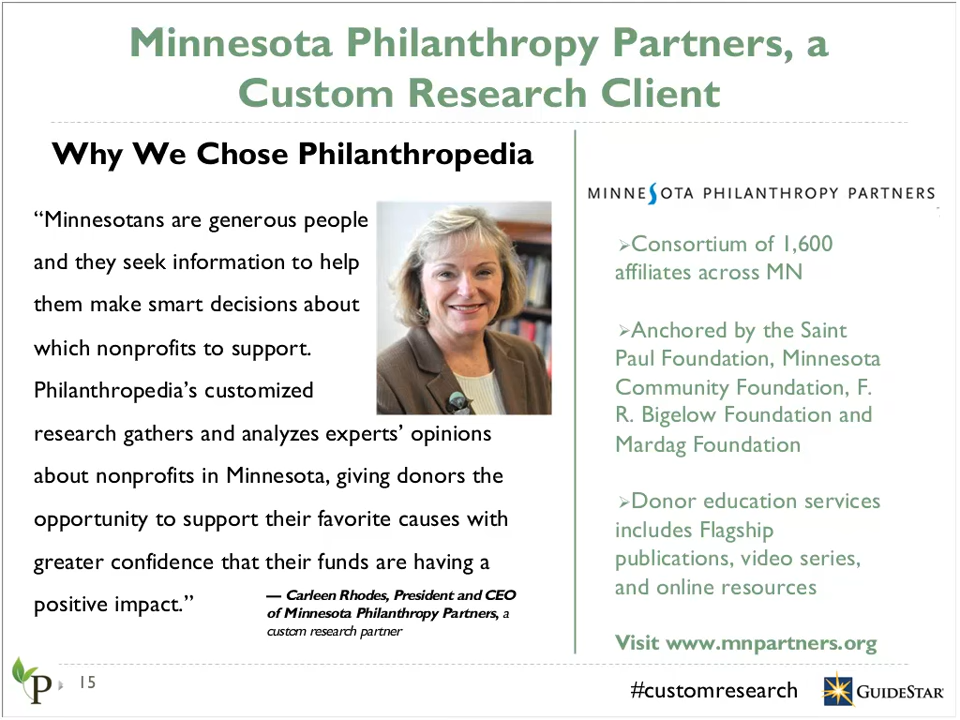 Minnesota Philanthropy Partners, a
Custom Research Client
Why We Chose Philanthropedia
“Minnesotans are generous people
and they seek information to help
them make smart decisions about
which nonprofits to support.
Philanthropedia’s customized
research gathers and analyzes experts’ opinions
about nonprofits in Minnesota, giving donors the
opportunity to support their favorite causes with
greater confidence that their funds are having a
positive impact.”
— Carleen Rhodes, President and CEO
of Minnesota Philanthropy Partners, a
custom research partner
MINNESOTA PHILANTHROPY PARTNERS
➢Consortium of 1,600
affiliates across MN
➢Anchored by the Saint
Paul Foundation, Minnesota
Community Foundation, F.
R. Bigelow Foundation and
Mardag Foundation
➢Donor education services
includes Flagship
publications, video series,
and online resources
Visit www.mnpartners.org
P
15
#customresearch
GUIDESTAR